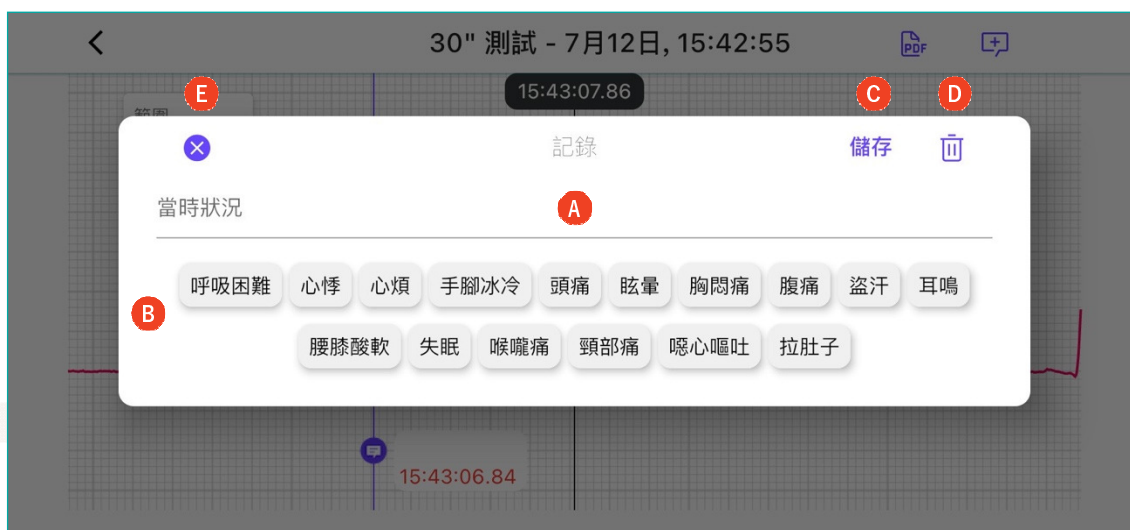 30" 測試 - 7月12日, 15:42:55 PDF
15:43:07.86
範圍
E
C
D
記錄
儲存
當時狀況
A
呼吸困難 心悸 心煩 手腳冰冷 頭痛 眩暈 胸悶痛 腹痛 盜汗 耳鳴
B
腰膝酸軟 失眠 喉嚨痛 頸部痛 噁心嘔吐 拉肚子
15:43:06.84